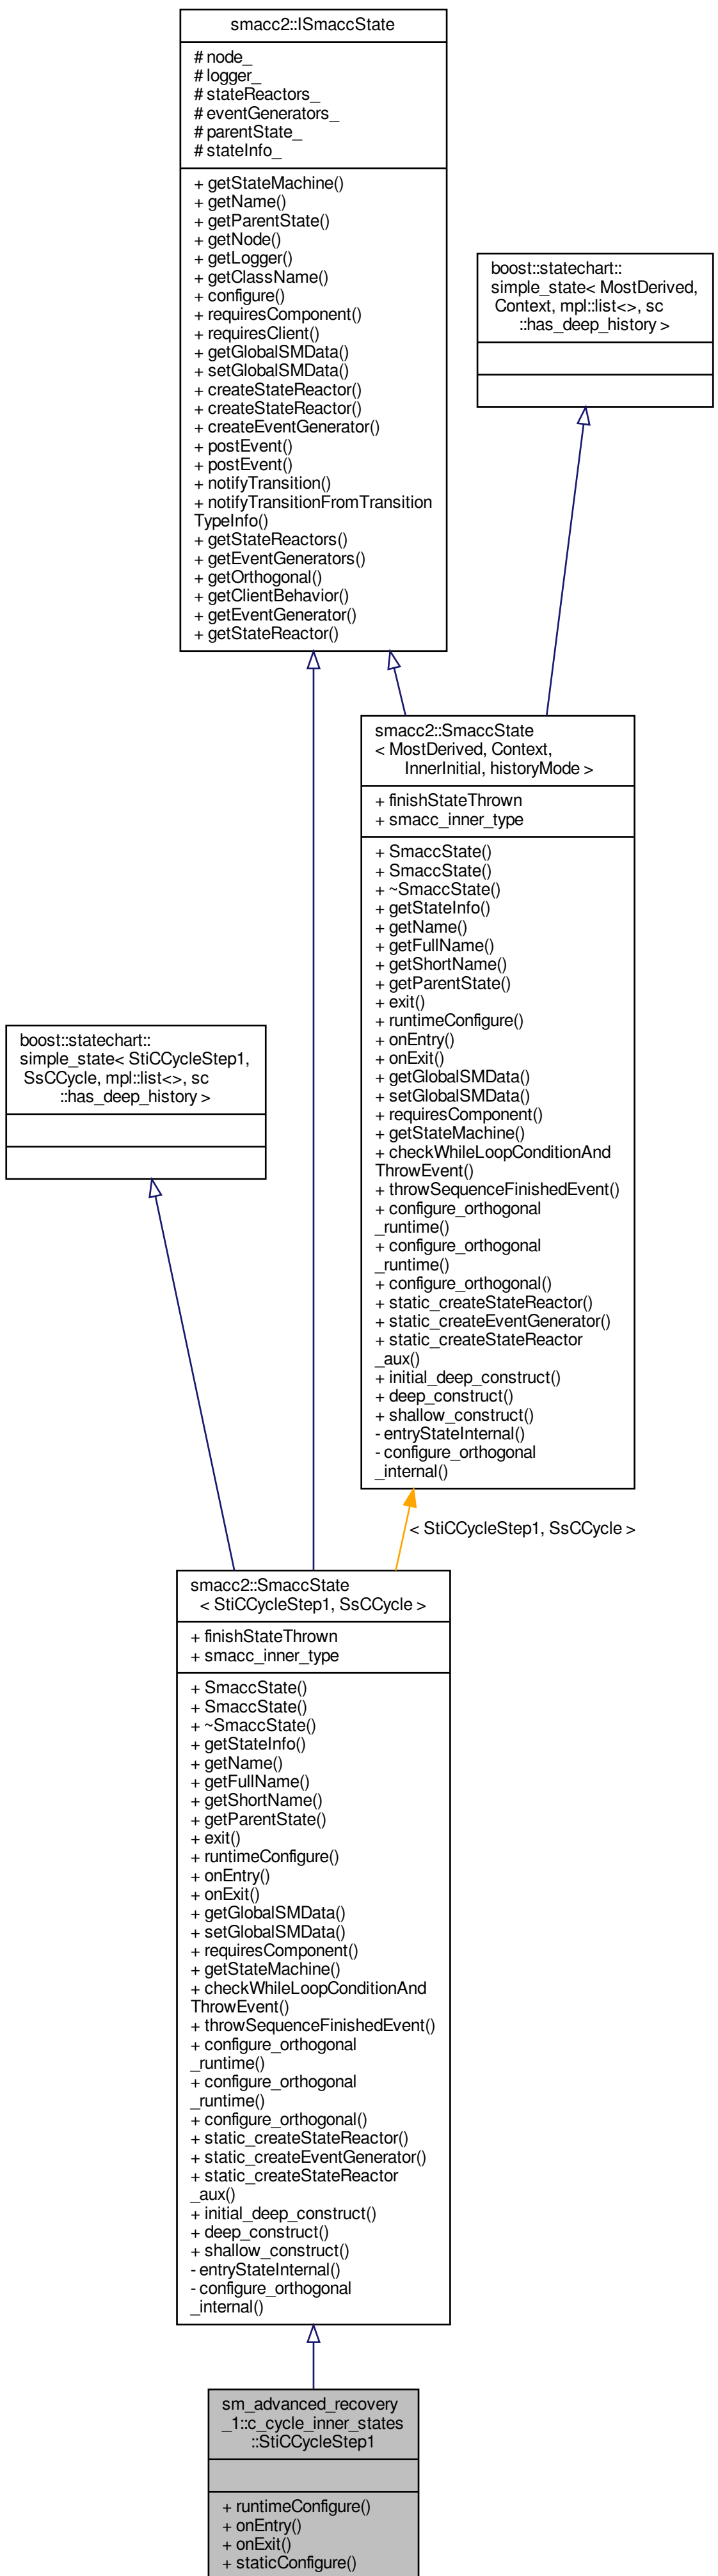 smacc2::ISmaccState
# node_
# logger_
# stateReactors_
# eventGenerators_
# parentState_
# stateInfo_
+ getStateMachine()
+ getName()
+ getParentState()
+ getNode()
+ getLogger()
+ getClassName()
+ configure()
+ requiresComponent()
+ requiresClient()
+ getGlobalSMData()
+ setGlobalSMData()
+ createStateReactor()
+ createStateReactor()
+ createEventGenerator()
+ postEvent()
+ postEvent()
+ notifyTransition()
+ notifyTransitionFromTransition
TypeInfo()
+ getStateReactors()
+ getEventGenerators()
+ getOrthogonal()
+ getClientBehavior()
+ getEventGenerator()
+ getStateReactor()
boost::statechart::
simple_state< MostDerived,
Context, mpl::list<>, sc
::has_deep_history >
smacc2::SmaccState
< MostDerived, Context,
InnerInitial, historyMode >
+ finishStateThrown
+ smacc_inner_type
+ SmaccState()
+ SmaccState()
+ ~SmaccState()
+ getStateInfo()
+ getName()
+ getFullName()
+ getShortName()
+ getParentState()
+ exit()
+ runtimeConfigure()
+ onEntry()
+ onExit()
+ getGlobalSMData()
+ setGlobalSMData()
+ requiresComponent()
+ getStateMachine()
+ checkWhileLoopConditionAnd
ThrowEvent()
+ throwSequenceFinishedEvent()
+ configure_orthogonal
_runtime()
+ configure_orthogonal
_runtime()
+ configure_orthogonal()
+ static_createStateReactor()
+ static_createEventGenerator()
+ static_createStateReactor
_aux()
+ initial_deep_construct()
+ deep_construct()
+ shallow_construct()
- entryStateInternal()
- configure_orthogonal
_internal()
boost::statechart::
simple_state< StiCCycleStep1,
SsCCycle, mpl::list<>, sc
::has_deep_history >
< StiCCycleStep1, SsCCycle >
smacc2::SmaccState
< StiCCycleStep1, SsCCycle >
+ finishStateThrown
+ smacc_inner_type
+ SmaccState()
+ SmaccState()
+ ~SmaccState()
+ getStateInfo()
+ getName()
+ getFullName()
+ getShortName()
+ getParentState()
+ exit()
+ runtimeConfigure()
+ onEntry()
+ onExit()
+ getGlobalSMData()
+ setGlobalSMData()
+ requiresComponent()
+ getStateMachine()
+ checkWhileLoopConditionAnd
ThrowEvent()
+ throwSequenceFinishedEvent()
+ configure_orthogonal
_runtime()
+ configure_orthogonal
_runtime()
+ configure_orthogonal()
+ static_createStateReactor()
+ static_createEventGenerator()
+ static_createStateReactor
_aux()
+ initial_deep_construct()
+ deep_construct()
+ shallow_construct()
- entryStateInternal()
- configure_orthogonal
_internal()
sm_advanced_recovery
_1::c_cycle_inner_states
::StiCCycleStep1
+ runtimeConfigure()
+ onEntry()
+ onExit()
+ staticConfigure()